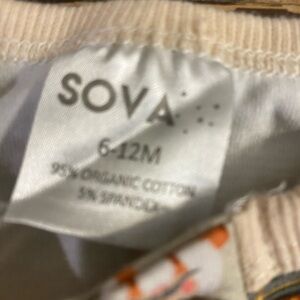 SOVA
6-12M
95% ORGANIC COTTON
5% SPANDEX